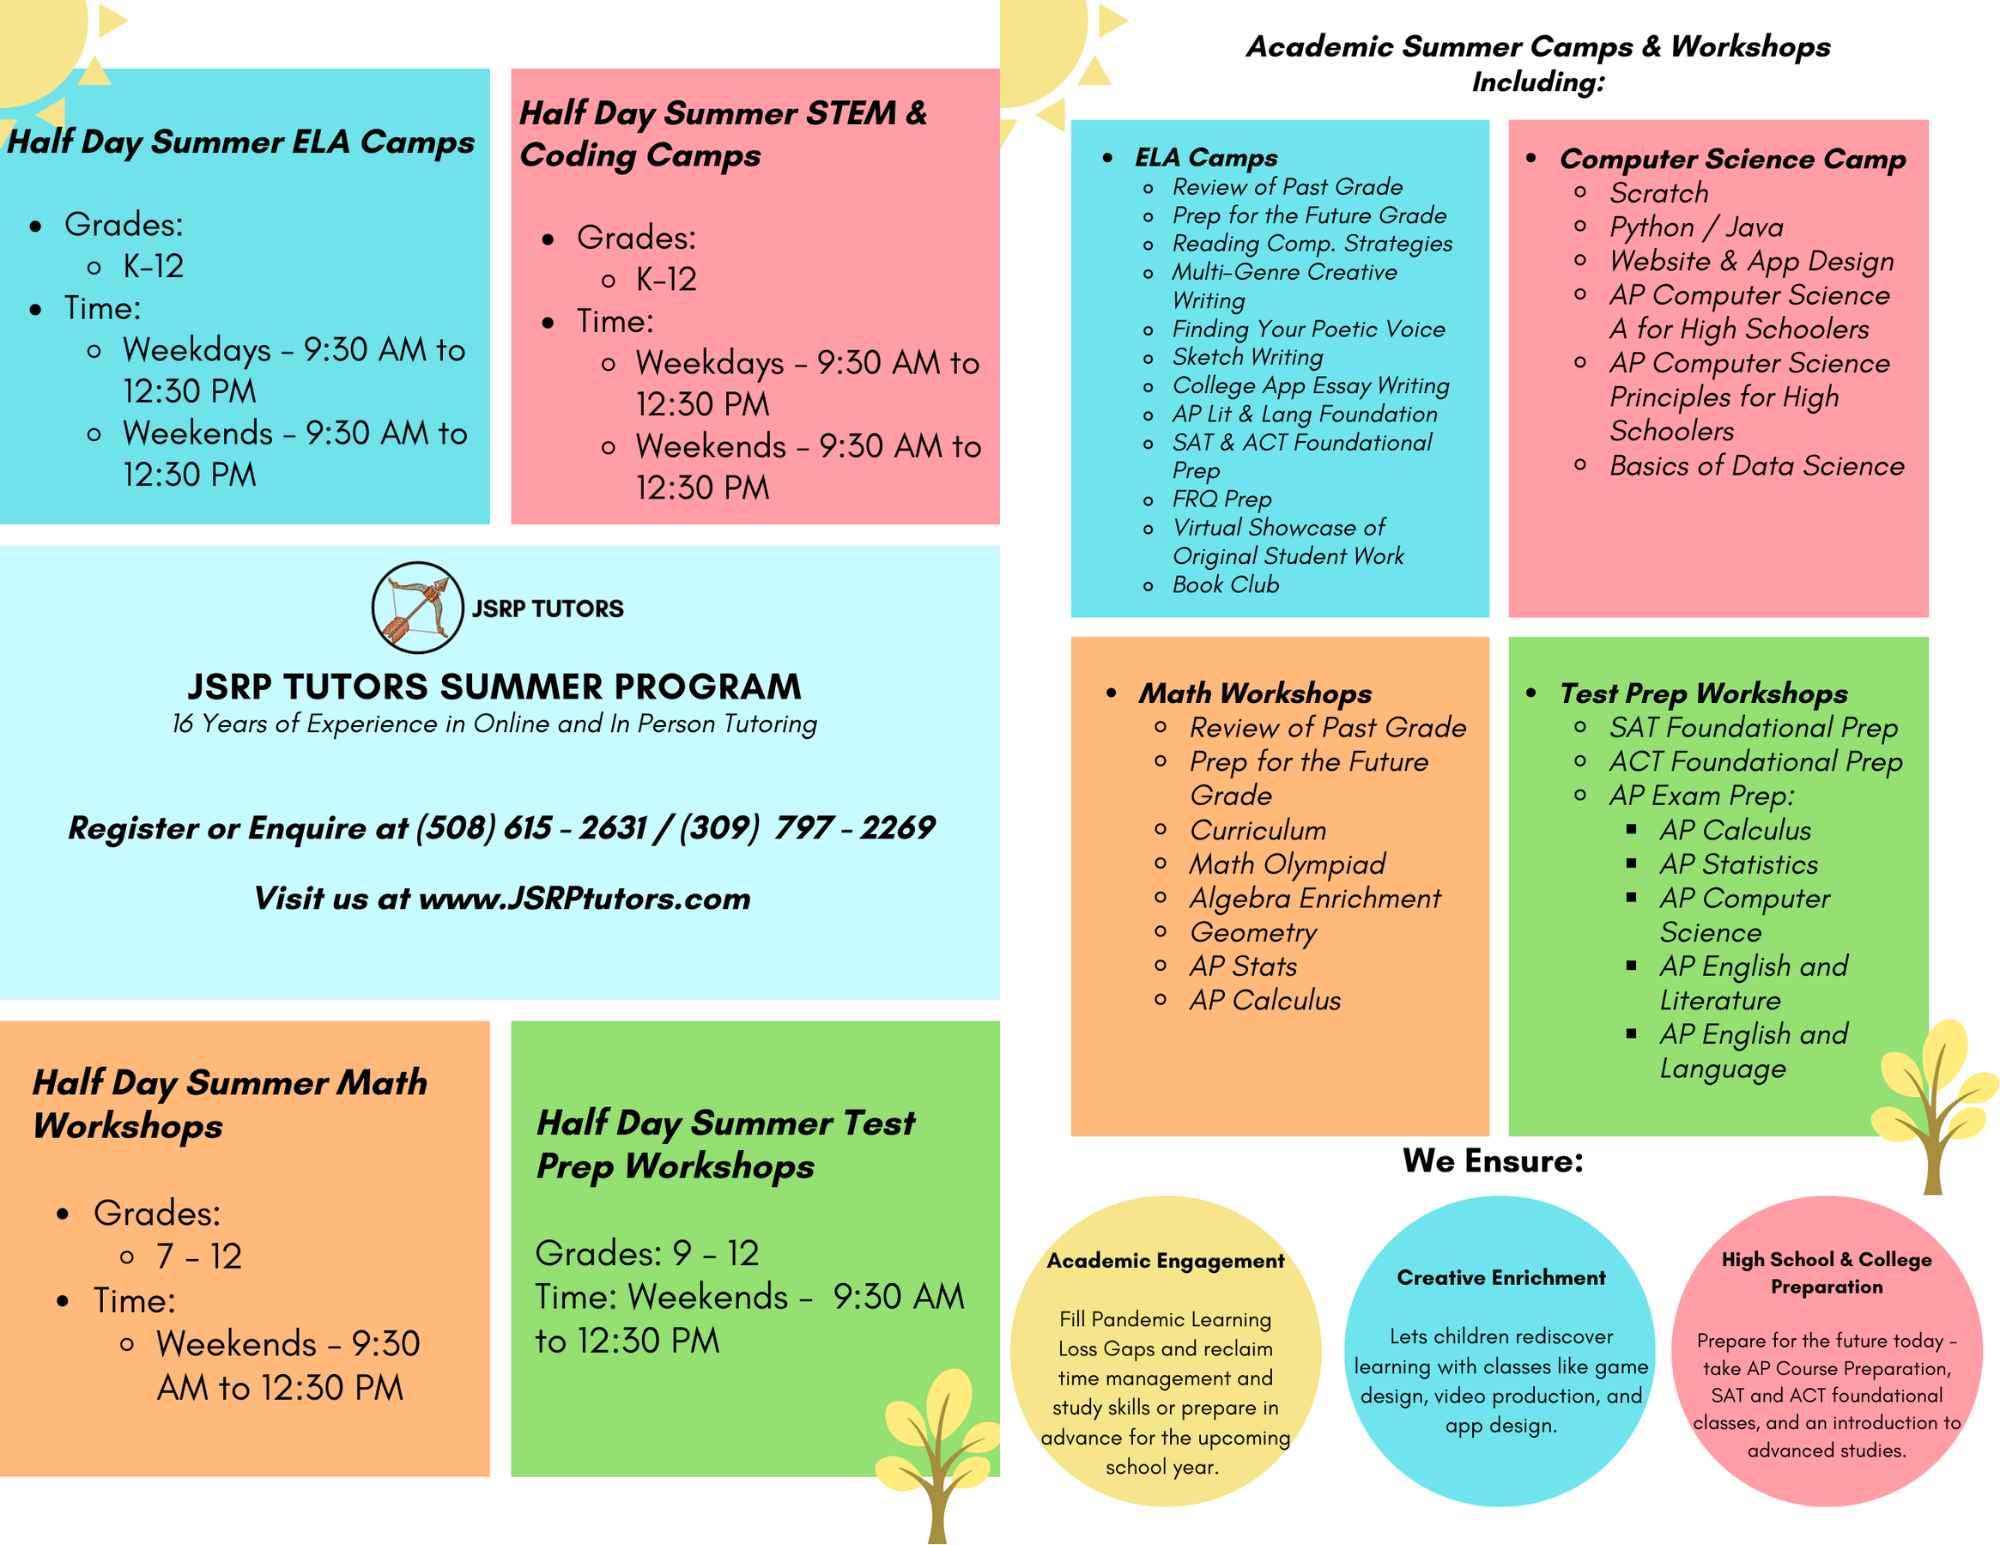 Half Day Summer ELA Camps
• Grades:
◦ K-12
• Time:
◦ Weekdays - 9:30 AM to
12:30 PM
◦ Weekends - 9:30 AM to
12:30 PM
Half Day Summer STEM &
Coding Camps
• Grades:
◦ K-12
• Time:
◦ Weekdays - 9:30 AM to
12:30 PM
◦ Weekends - 9:30 AM to
12:30 PM
JSRP TUTORS
JSRP TUTORS SUMMER PROGRAM
16 Years of Experience in Online and In Person Tutoring
Register or Enquire at (508) 615 - 2631 / (309) 797 - 2269
Visit us at www.JSRPtutors.com
Half Day Summer Math
Workshops
• Grades:
◦ 7 - 12
• Time:
◦ Weekends - 9:30
AM to 12:30 PM
Half Day Summer Test
Prep Workshops
Grades: 9 - 12
Time: Weekends - 9:30 AM
to 12:30 PM
Academic Summer Camps & Workshops
Including:
• ELA Camps
◦ Review of Past Grade
◦ Prep for the Future Grade
◦ Reading Comp. Strategies
◦ Multi-Genre Creative
Writing
◦ Finding Your Poetic Voice
◦ Sketch Writing
◦ College App Essay Writing
◦ AP Lit & Lang Foundation
◦ SAT & ACT Foundational
Prep
◦ FRQ Prep
◦ Virtual Showcase of
Original Student Work
◦ Book Club
• Computer Science Camp
◦ Scratch
◦ Python / Java
◦ Website & App Design
◦ AP Computer Science
A for High Schoolers
◦ AP Computer Science
Principles for High
Schoolers
◦ Basics of Data Science
• Math Workshops
◦ Review of Past Grade
◦ Prep for the Future
Grade
◦ Curriculum
◦ Math Olympiad
◦ Algebra Enrichment
◦ Geometry
◦ AP Stats
◦ AP Calculus
• Test Prep Workshops
◦ SAT Foundational Prep
◦ ACT Foundational Prep
◦ AP Exam Prep:
▪ AP Calculus
▪ AP Statistics
▪ AP Computer
Science
▪ AP English and
Literature
▪ AP English and
Language
We Ensure:
Academic Engagement
Fill Pandemic Learning
Loss Gaps and reclaim
time management and
study skills or prepare in
advance for the upcoming
school year.
Creative Enrichment
Lets children rediscover
learning with classes like game
design, video production, and
app design.
High School & College
Preparation
Prepare for the future today -
take AP Course Preparation,
SAT and ACT foundational
classes, and an introduction to
advanced studies.